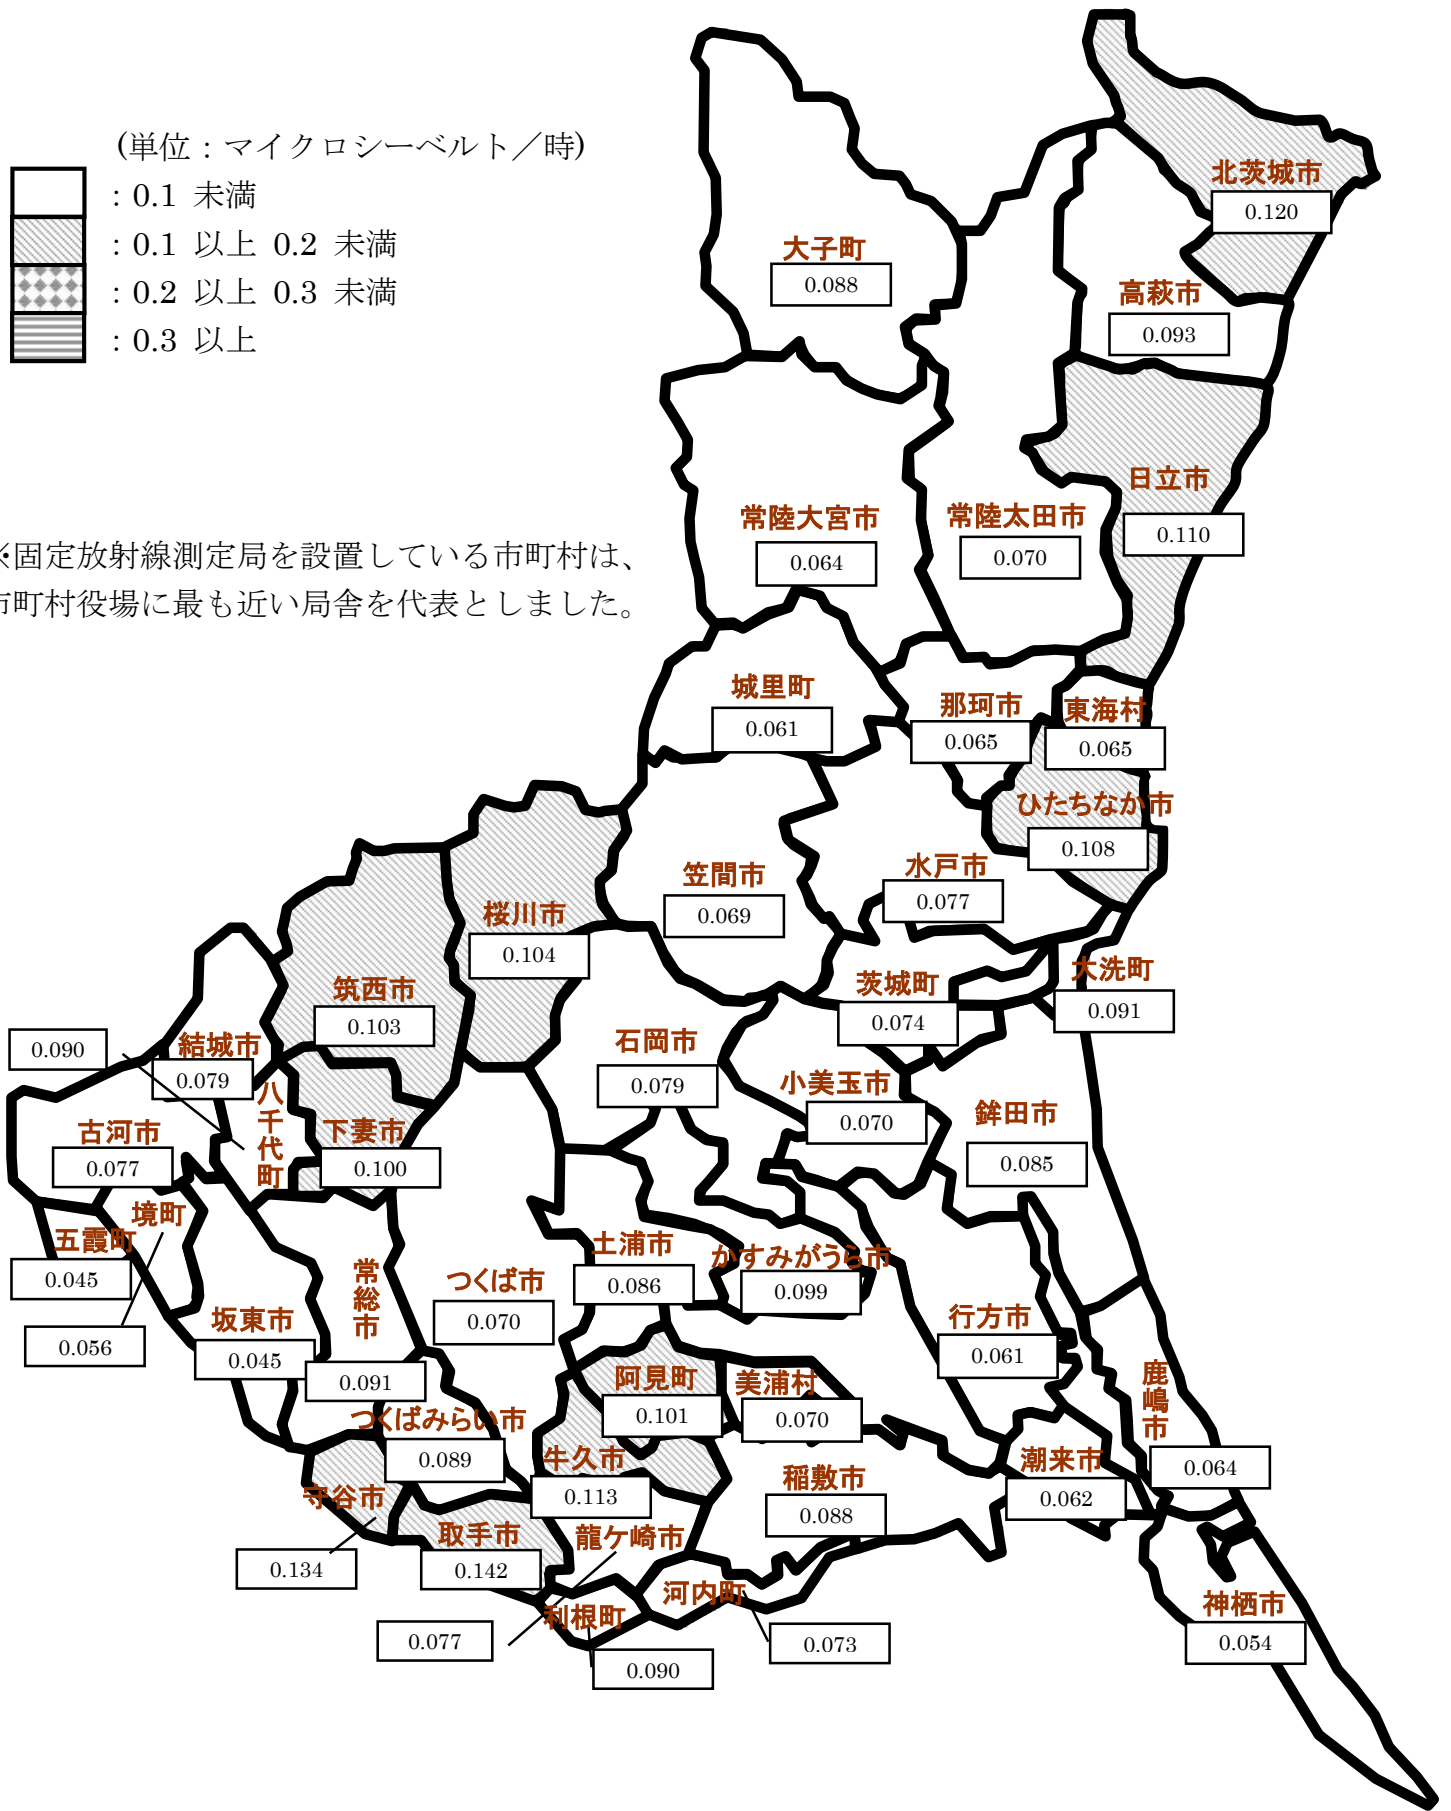 (単位：マイクロシーベルト／時)
：0.1 未満
：0.1 以上 0.2 未満
：0.2 以上 0.3 未満
：0.3 以上
※固定放射線測定局を設置している市町村は、
市町村役場に最も近い局舎を代表としました。
北茨城市
0.120
大子町
0.088
高萩市
0.093
日立市
0.110
常陸大宮市
0.064
常陸太田市
0.070
城里町
0.061
那珂市
0.065
東海村
0.065
ひたちなか市
0.108
水戸市
0.077
笠間市
0.069
桜川市
0.104
筑西市
0.103
茨城町
0.074
大洗町
0.091
結城市
0.079
0.090
八千代町
石岡市
0.079
小美玉市
0.070
鉾田市
0.085
古河市
0.077
下妻市
0.100
境町
五霞町
0.045
0.056
坂東市
0.045
常総市
0.091
つくば市
0.070
土浦市
0.086
かすみがうら市
0.099
行方市
0.061
鹿嶋市
0.064
阿見町
0.101
美浦村
0.070
つくばみらい市
0.089
牛久市
0.113
稲敷市
0.088
潮来市
0.062
守谷市
0.134
取手市
0.142
龍ケ崎市
0.077
利根町
0.090
河内町
0.073
神栖市
0.054